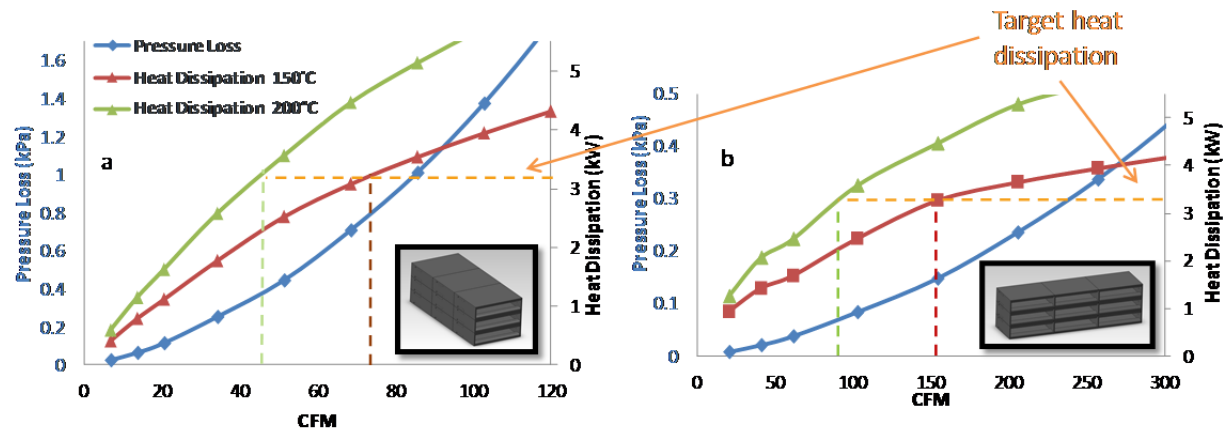 Target heat
dissipation
Pressure Loss
Heat Dissipation 150°C
Heat Dissipation 200°C
a
Pressure Loss (kPa)
1.6
1.4
1.2
1
0.8
0.6
0.4
0.2
0
Heat Dissipation (kW)
5
4
3
2
1
0
0 20 40 60 80 100 120
CFM
b
Pressure Loss (kPa)
0.5
0.4
0.3
0.2
0.1
0
Heat Dissipation (kW)
5
4
3
2
1
0
0 50 100 150 200 250 300
CFM